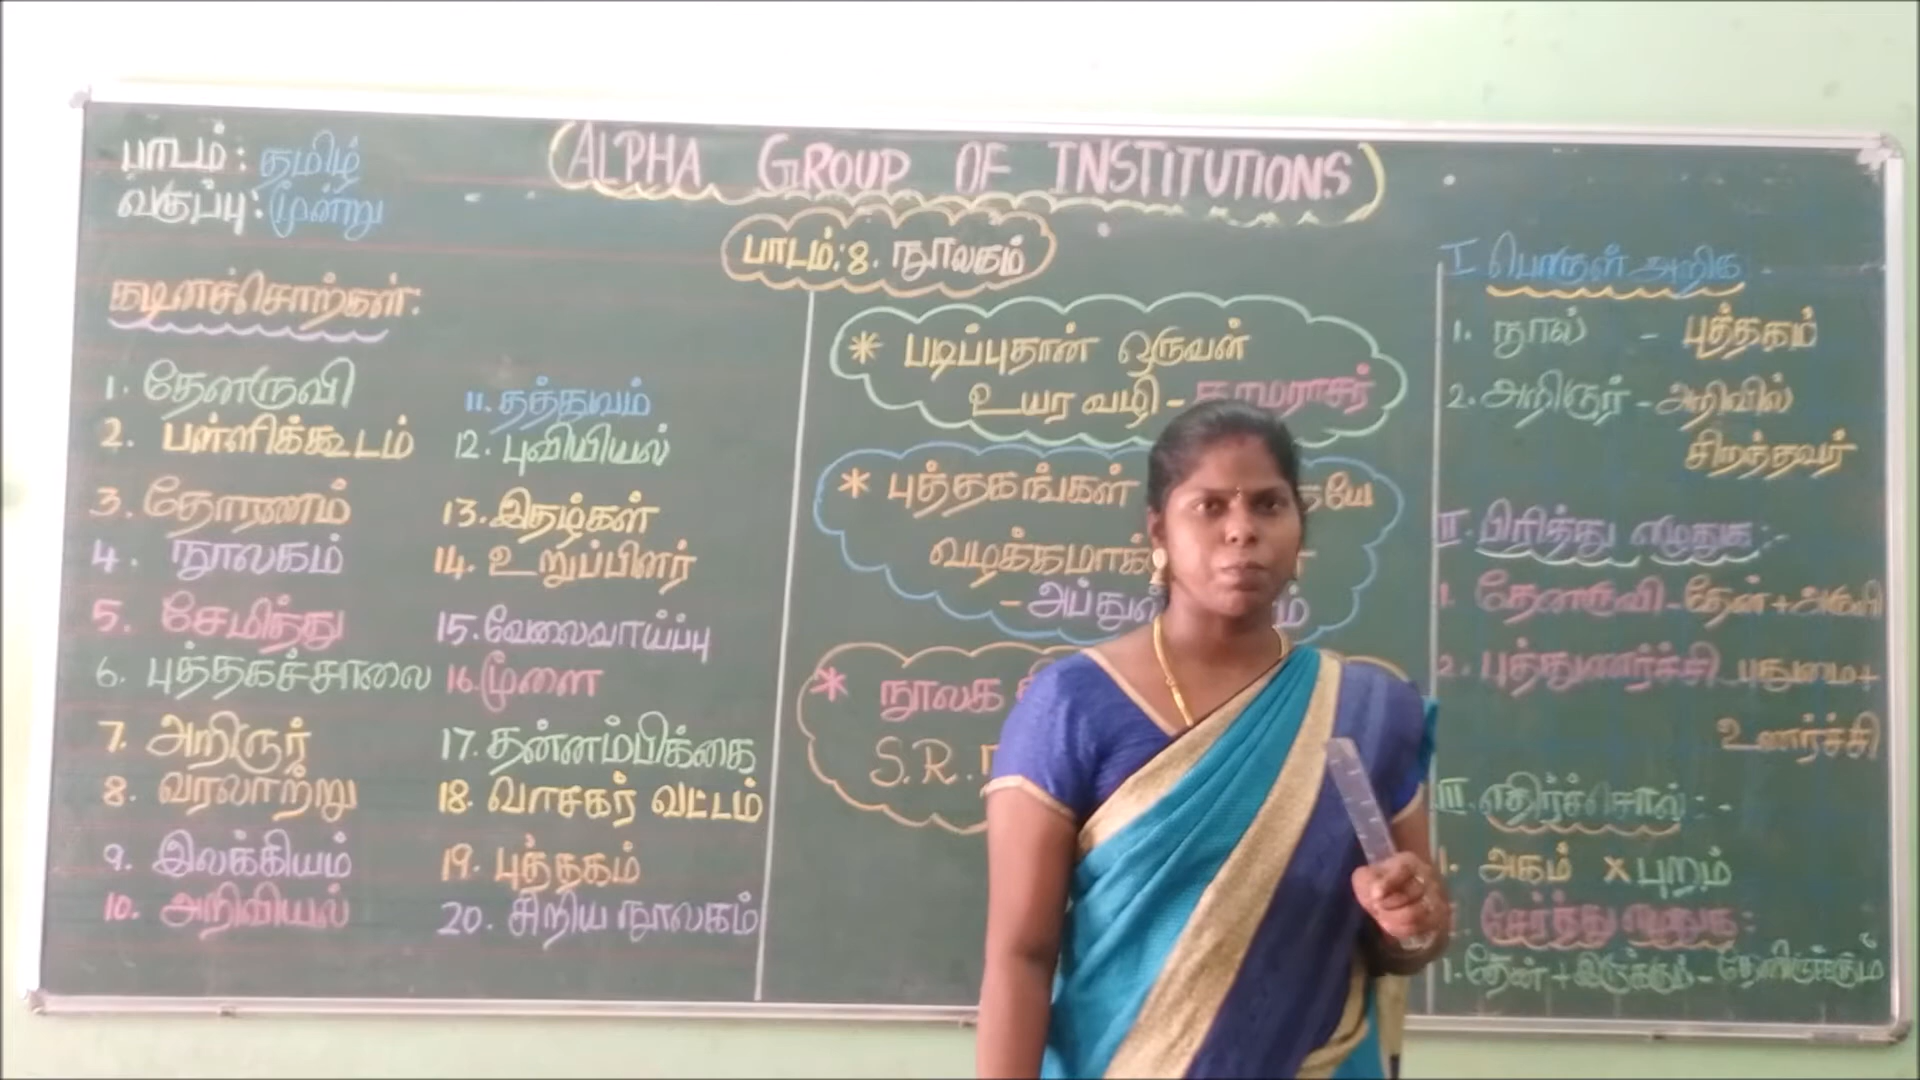 பாடம் : தமிழ்
வகுப்பு : மூன்று
ALPHA GROUP OF INSTITUTIONS
பாடம்: 8. நூலகம்
கடினச்சொற்கள்:
1. தேனருவி
2. பள்ளிக்கூடம்
3. தோரணம்
4. நூலகம்
5. சேமித்து
6. புத்தகச்சாலை
7. அறிஞர்
8. வரலாற்று
9. இலக்கியம்
10. அறிவியல்
11. தத்துவம்
12. புவியியல்
13. இதழ்கள்
14. உறுப்பினர்
15. வேலைவாய்ப்பு
16. மூளை
17. தன்னம்பிக்கை
18. வாசகர் வட்டம்
19. புத்தகம்
20. சிறிய நூலகம்
* படிப்புதான் ஒருவன்
உயர வழி - காமராசர்
* புத்தகங்கள்
* நூலக
S.R.
I பொருள் அறிக
1. நூல் - புத்தகம்
2. அறிஞர் - அறிவில்
சிறந்தவர்
II. பிரித்து எழுதுக :-
1. தேனருவி - தேன் + அருவி
2. புத்துணர்ச்சி புதுமை +
உணர்ச்சி
III. எதிர்ச்சொல் : -
1. அகம் x புறம்
சேர்த்து எழுதுக :
1. தேன் + இருக்கும் - தேனிருக்கும்